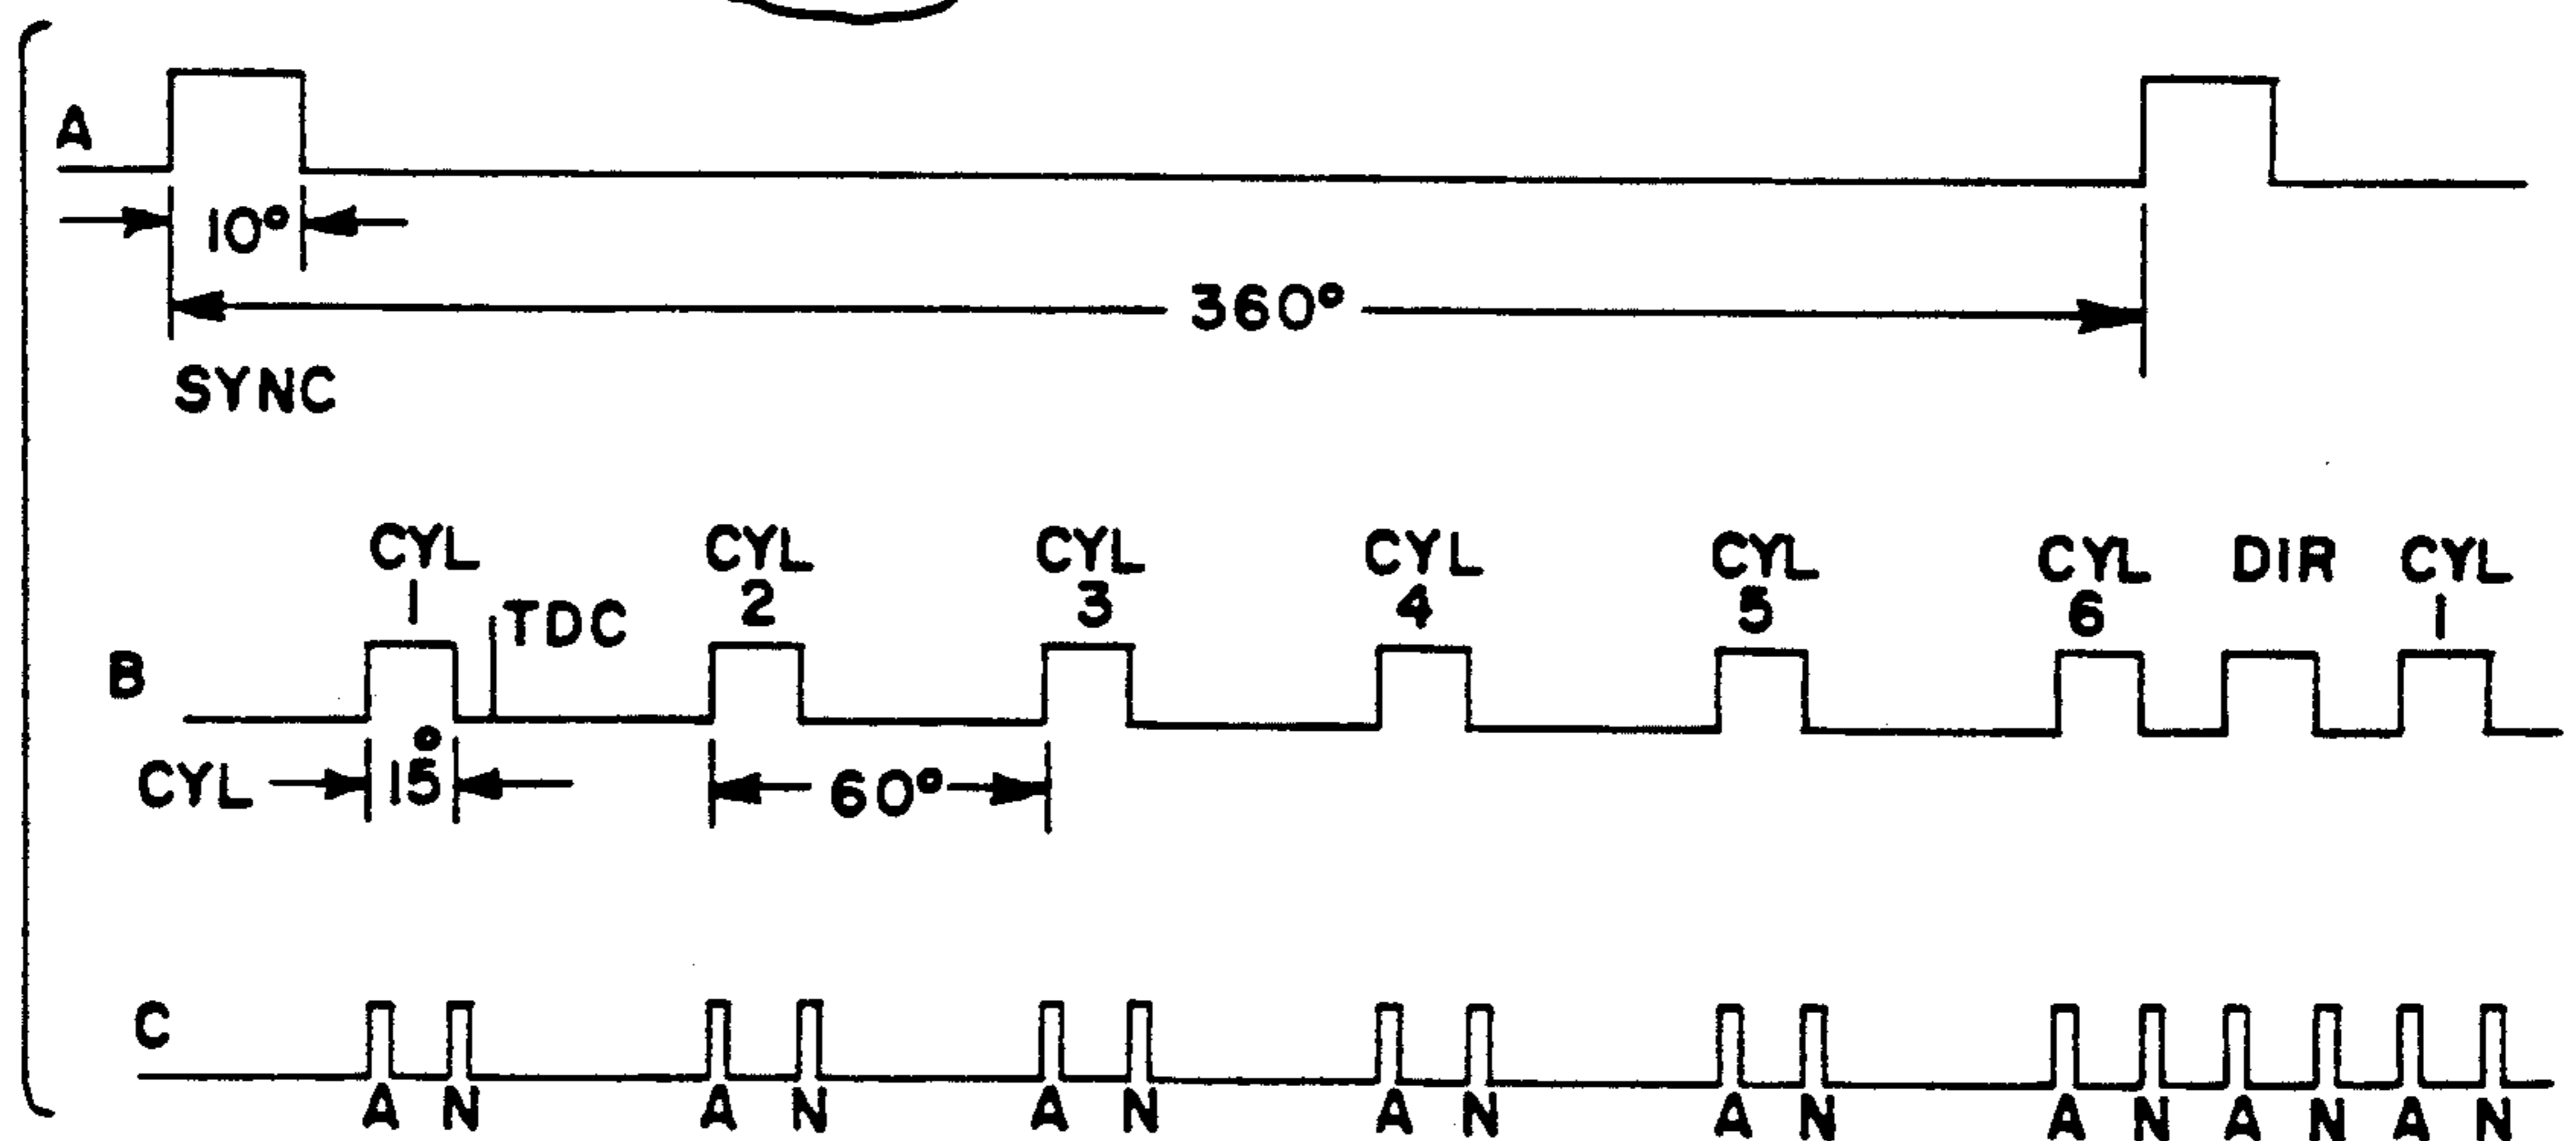 A
10°
360°
SYNC
CYL 1
CYL 2
CYL 3
CYL 4
CYL 5
CYL 6
DIR
CYL 1
TDC
B
CYL
15°
60°
C
A N A N A N A N A N A N A N A N